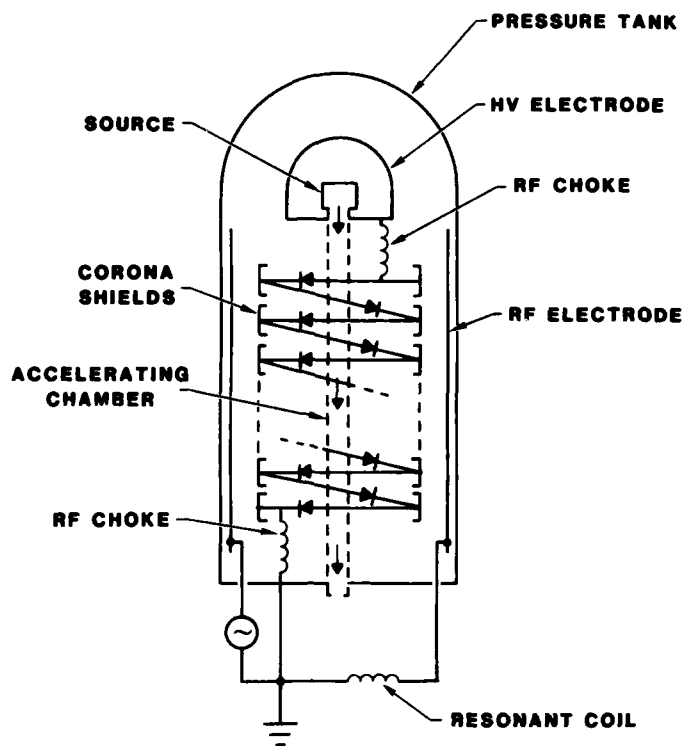 PRESSURE TANK
HV ELECTRODE
SOURCE
RF CHOKE
CORONA
SHIELDS
RF ELECTRODE
ACCELERATING
CHAMBER
RF CHOKE
RESONANT COIL